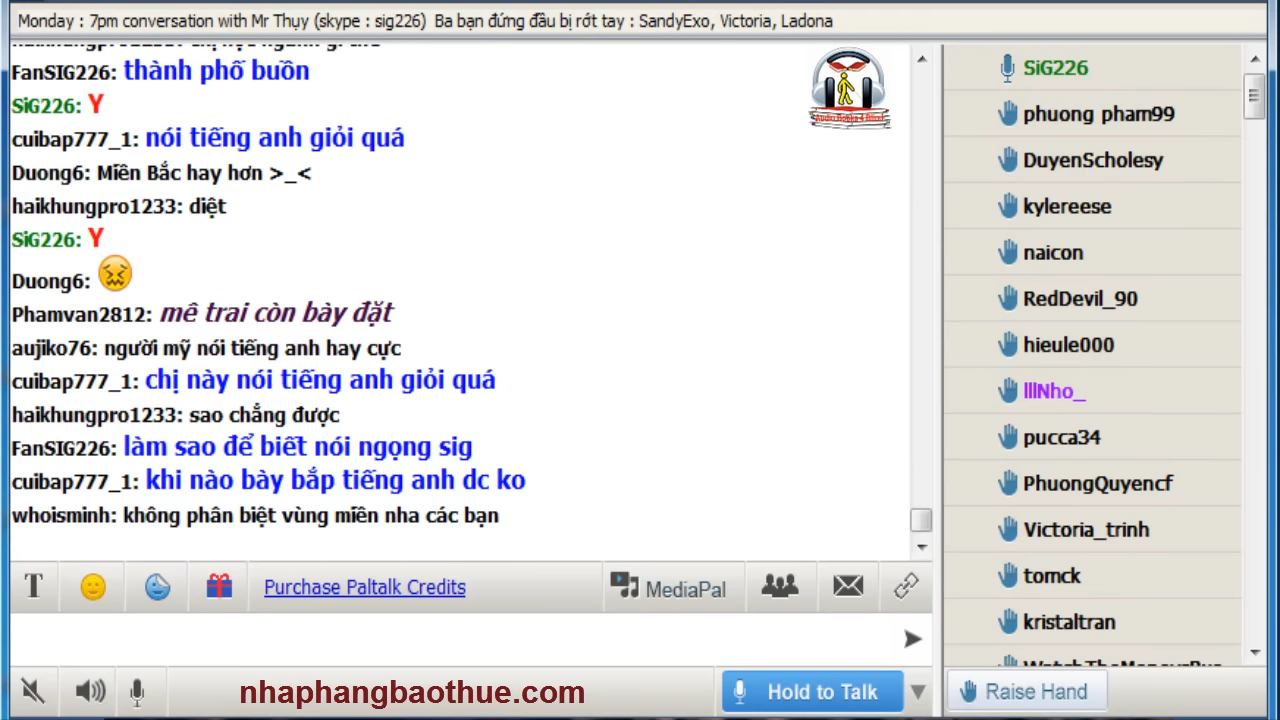 Monday : 7pm conversation with Mr Thụy (skype : sig226) Ba bạn đứng đầu bị rớt tay : SandyExo, Victoria, Ladona
FanSIG226: thành phố buồn
SiG226: Y
cuibap777_1: nói tiếng anh giỏi quá
Duong6: Miền Bắc hay hơn >_<
haikhungpro1233: diệt
SiG226: Y
Duong6:
Phamvan2812: mê trai còn bày đặt
aujiko76: người mỹ nói tiếng anh hay cực
cuibap777_1: chị này nói tiếng anh giỏi quá
haikhungpro1233: sao chẳng được
FanSIG226: làm sao để biết nói ngọng sig
cuibap777_1: khi nào bày bắp tiếng anh dc ko
whoisminh: không phân biệt vùng miền nha các bạn
T
Purchase Paltalk Credits
MediaPal
nhaphangbaothue.com
Hold to Talk
SiG226
phuong pham99
DuyenScholesy
kylereese
naicon
RedDevil_90
hieule000
lllNho_
pucca34
PhuongQuyencf
Victoria_trinh
tomck
kristaltran
Raise Hand